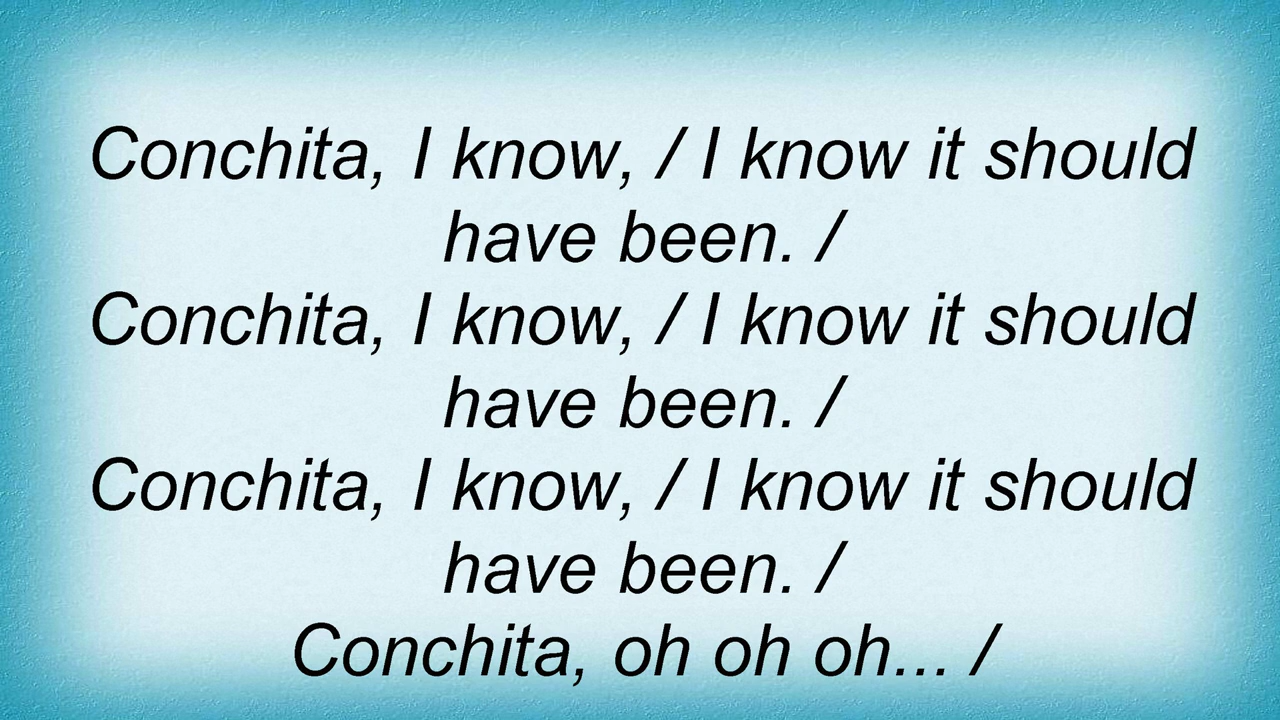 Conchita, I know, / I know it should
have been. /
Conchita, I know, / I know it should
have been. /
Conchita, I know, / I know it should
have been. /
Conchita, oh oh oh... /